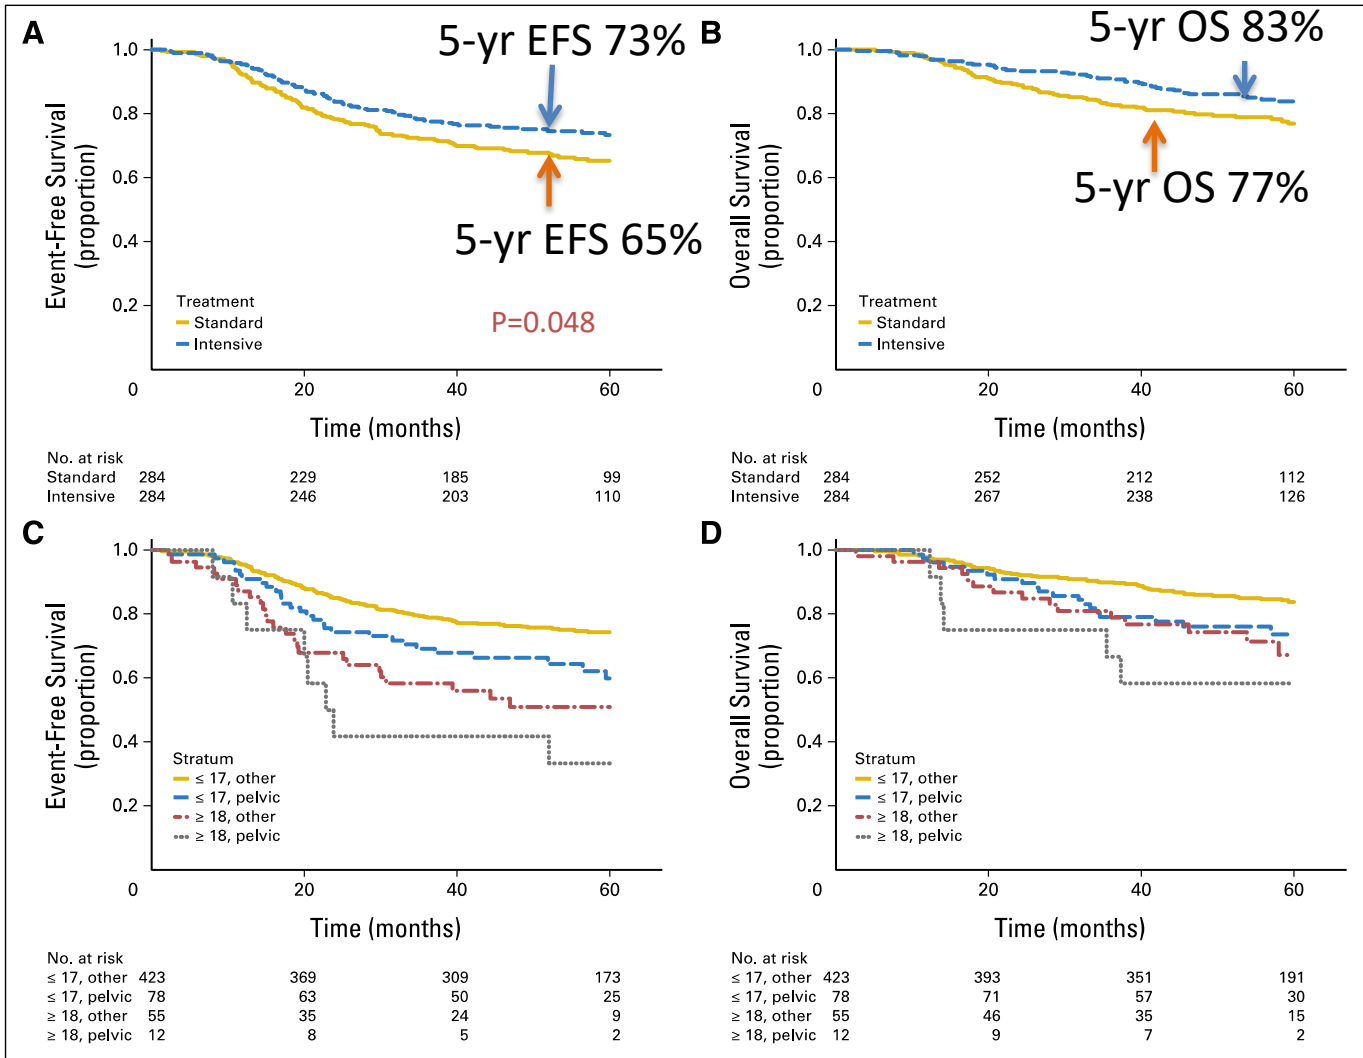 A
5-yr EFS 73%
1.0
0.8
0.6
0.4
0.2
0
20
40
60
Event-Free Survival
(proportion)
5-yr EFS 65%
P=0.048
Treatment
Standard
Intensive
Time (months)
No. at risk
Standard 284 229 185 99
Intensive 284 246 203 110
B
5-yr OS 83%
1.0
0.8
0.6
0.4
0.2
0
20
40
60
Overall Survival
(proportion)
5-yr OS 77%
Treatment
Standard
Intensive
Time (months)
No. at risk
Standard 284 252 212 112
Intensive 284 267 238 126
C
1.0
0.8
0.6
0.4
0.2
0
20
40
60
Event-Free Survival
(proportion)
Stratum
≤ 17, other
≤ 17, pelvic
≥ 18, other
≥ 18, pelvic
Time (months)
No. at risk
≤ 17, other 423 369 309 173
≤ 17, pelvic 78 63 50 25
≥ 18, other 55 35 24 9
≥ 18, pelvic 12 8 5 2
D
1.0
0.8
0.6
0.4
0.2
0
20
40
60
Overall Survival
(proportion)
Stratum
≤ 17, other
≤ 17, pelvic
≥ 18, other
≥ 18, pelvic
Time (months)
No. at risk
≤ 17, other 423 393 351 191
≤ 17, pelvic 78 71 57 30
≥ 18, other 55 46 35 15
≥ 18, pelvic 12 9 7 2